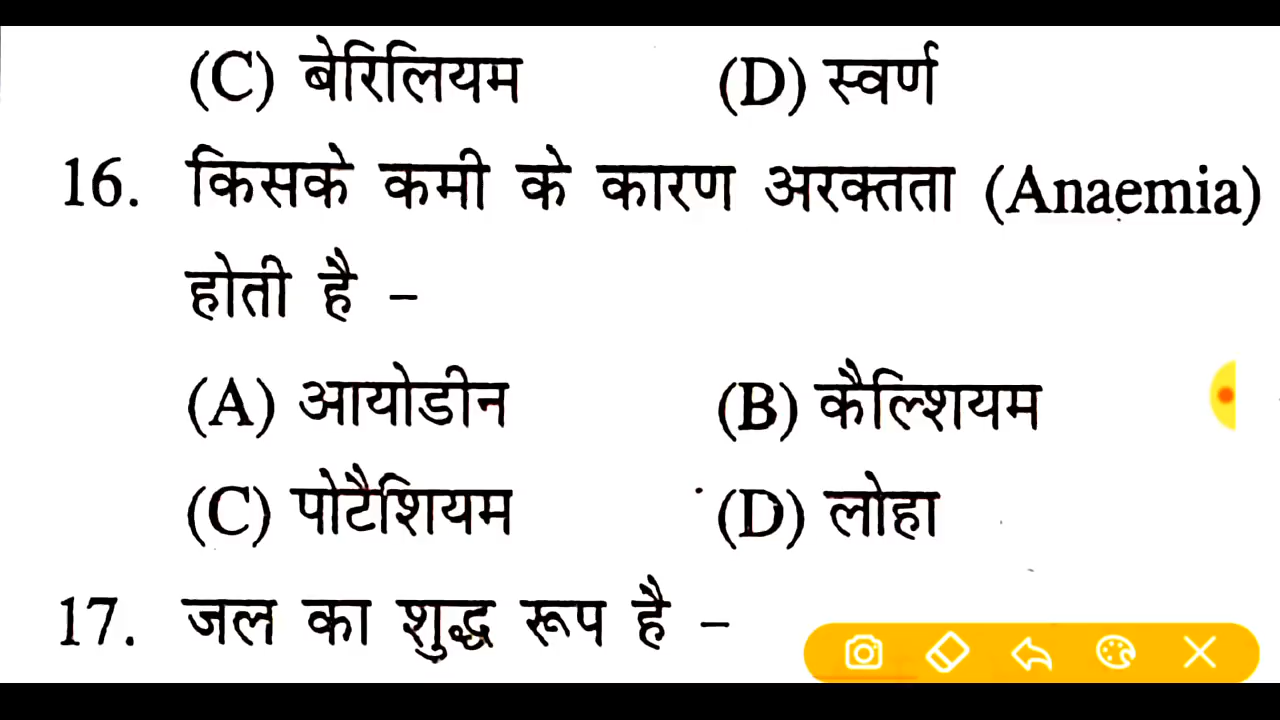 (C) बेरिलियम (D) स्वर्ण
16. किसके कमी के कारण अरक्तता (Anaemia)
होती है –
(A) आयोडीन (B) कैल्शियम
(C) पोटैशियम (D) लोहा
17. जल का शुद्ध रूप है –